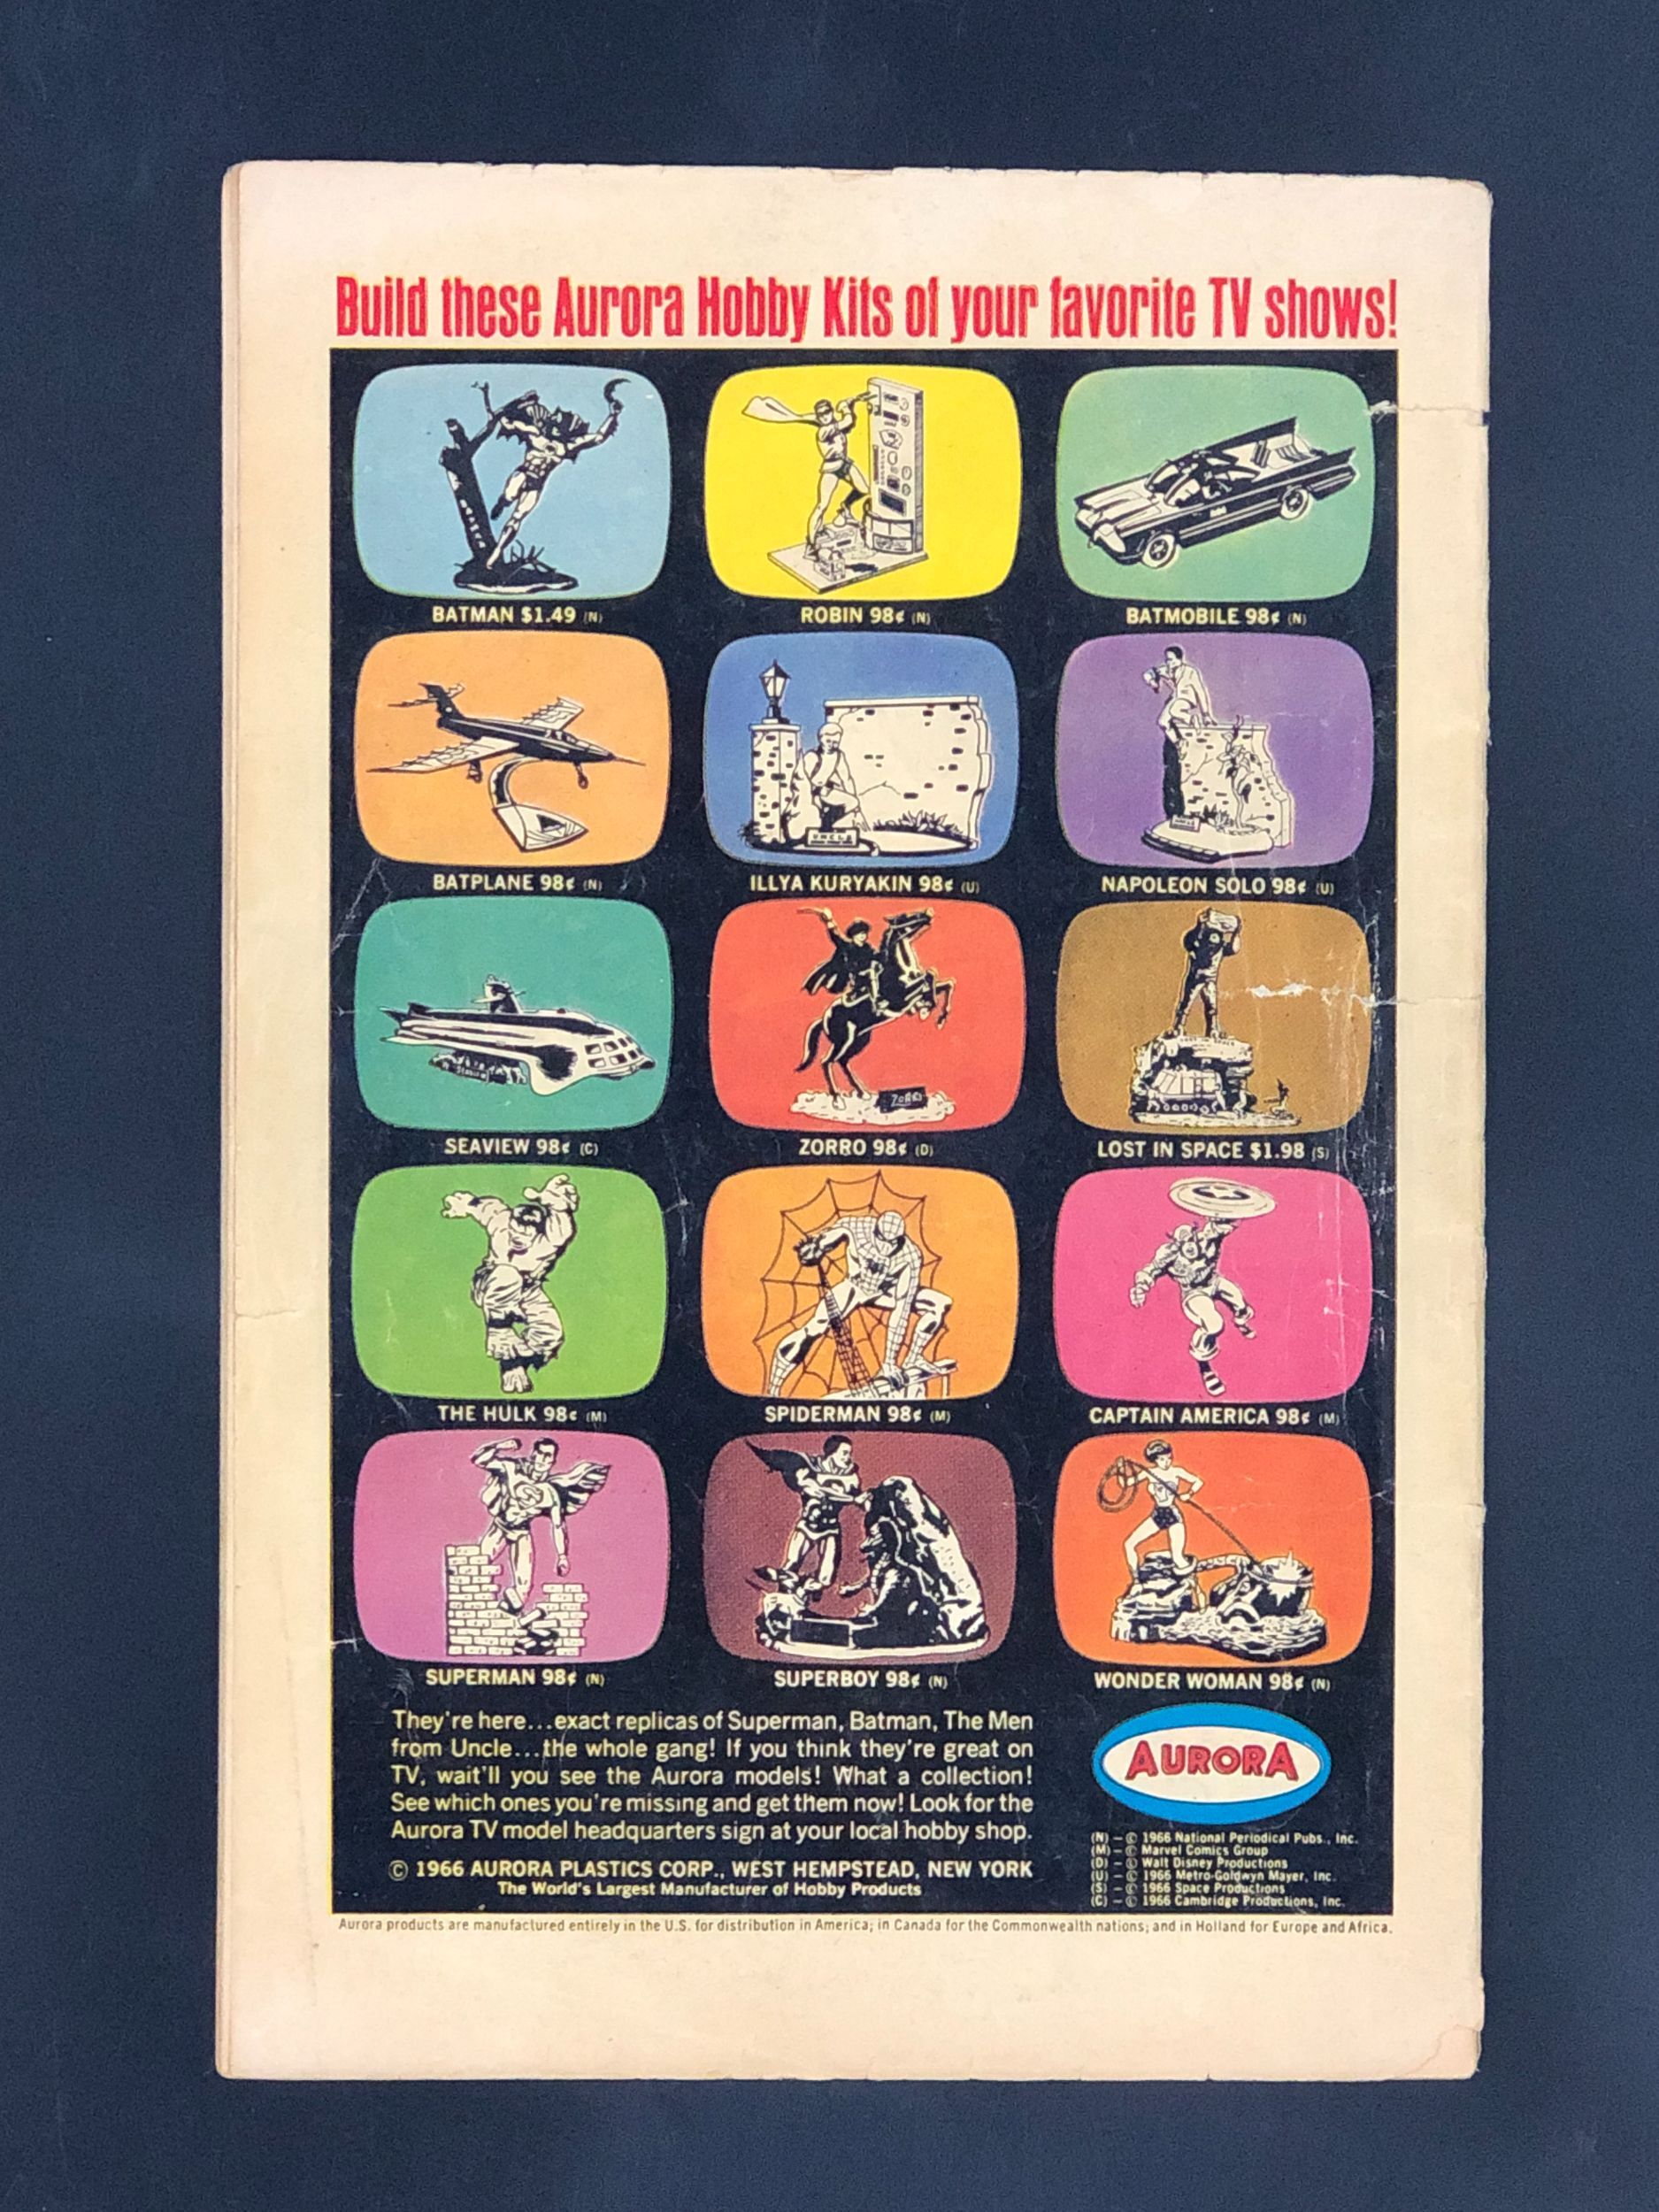 Build these Aurora Hobby Kits of your favorite TV shows!
BATMAN $1.49 (N)
ROBIN 98¢ (N)
BATMOBILE 98¢ (N)
BATPLANE 98¢ (N)
ILLYA KURYAKIN 98¢ (U)
NAPOLEON SOLO 98¢ (U)
SEAVIEW 98¢ (C)
ZORRO
ZORRO 98¢ (D)
LOST IN SPACE
LOST IN SPACE $1.98 (S)
THE HULK 98¢ (M)
SPIDERMAN 98¢ (M)
CAPTAIN AMERICA 98¢ (M)
SUPERMAN 98¢ (N)
SUPERBOY 98¢ (N)
WONDER WOMAN 98¢ (N)
They're here...exact replicas of Superman, Batman, The Men
from Uncle...the whole gang! If you think they're great on
TV, wait'll you see the Aurora models! What a collection!
See which ones you're missing and get them now! Look for the
Aurora TV model headquarters sign at your local hobby shop.
© 1966 AURORA PLASTICS CORP., WEST HEMPSTEAD, NEW YORK
The World's Largest Manufacturer of Hobby Products
AURORA
(N) – © 1966 National Periodical Pubs., Inc.
(M) – © Marvel Comics Group
(D) – © Walt Disney Productions
(U) – © 1966 Metro-Goldwyn Mayer, Inc.
(S) – © 1966 Space Productions
(C) – © 1966 Cambridge Productions, Inc.
Aurora products are manufactured entirely in the U.S. for distribution in America; in Canada for the Commonwealth nations; and in Holland for Europe and Africa.